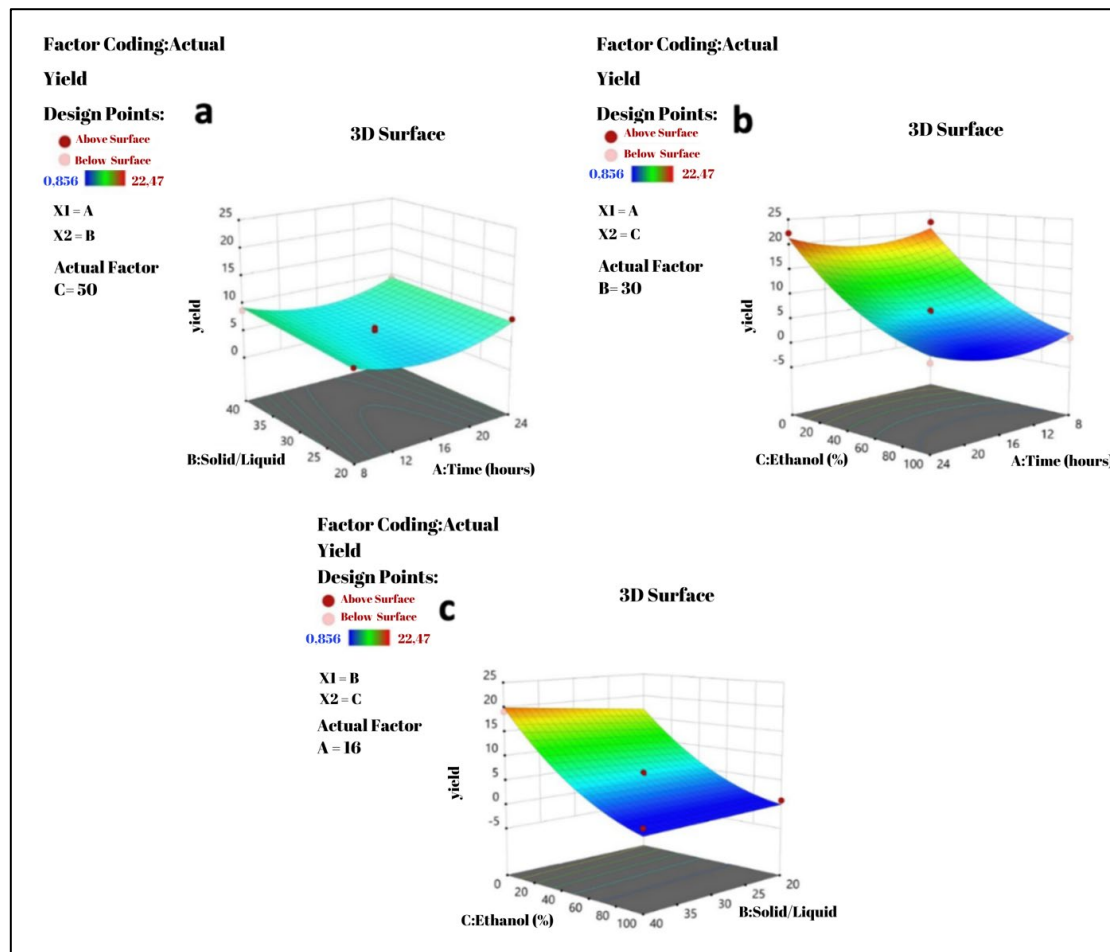 Factor Coding:Actual
Yield
Design Points:
Above Surface
Below Surface
0.856 22.47
X1 = A
X2 = B
Actual Factor
C= 50
a
3D Surface
25
20
15
10
5
0
yield
40
35
30
25
20
B:Solid/Liquid
8
12
16
20
24
A:Time (hours)
Factor Coding:Actual
Yield
Design Points:
Above Surface
Below Surface
0.856 22.47
X1 = A
X2 = C
Actual Factor
B= 30
b
3D Surface
25
20
15
10
5
0
-5
yield
0
20
40
60
80
100
C:Ethanol (%)
24
20
16
12
8
A:Time (hours)
Factor Coding:Actual
Yield
Design Points:
Above Surface
Below Surface
0.856 22.47
X1 = B
X2 = C
Actual Factor
A = 16
c
3D Surface
25
20
15
10
5
0
-5
yield
0
20
40
60
80
100
C:Ethanol (%)
40
35
30
25
20
B:Solid/Liquid